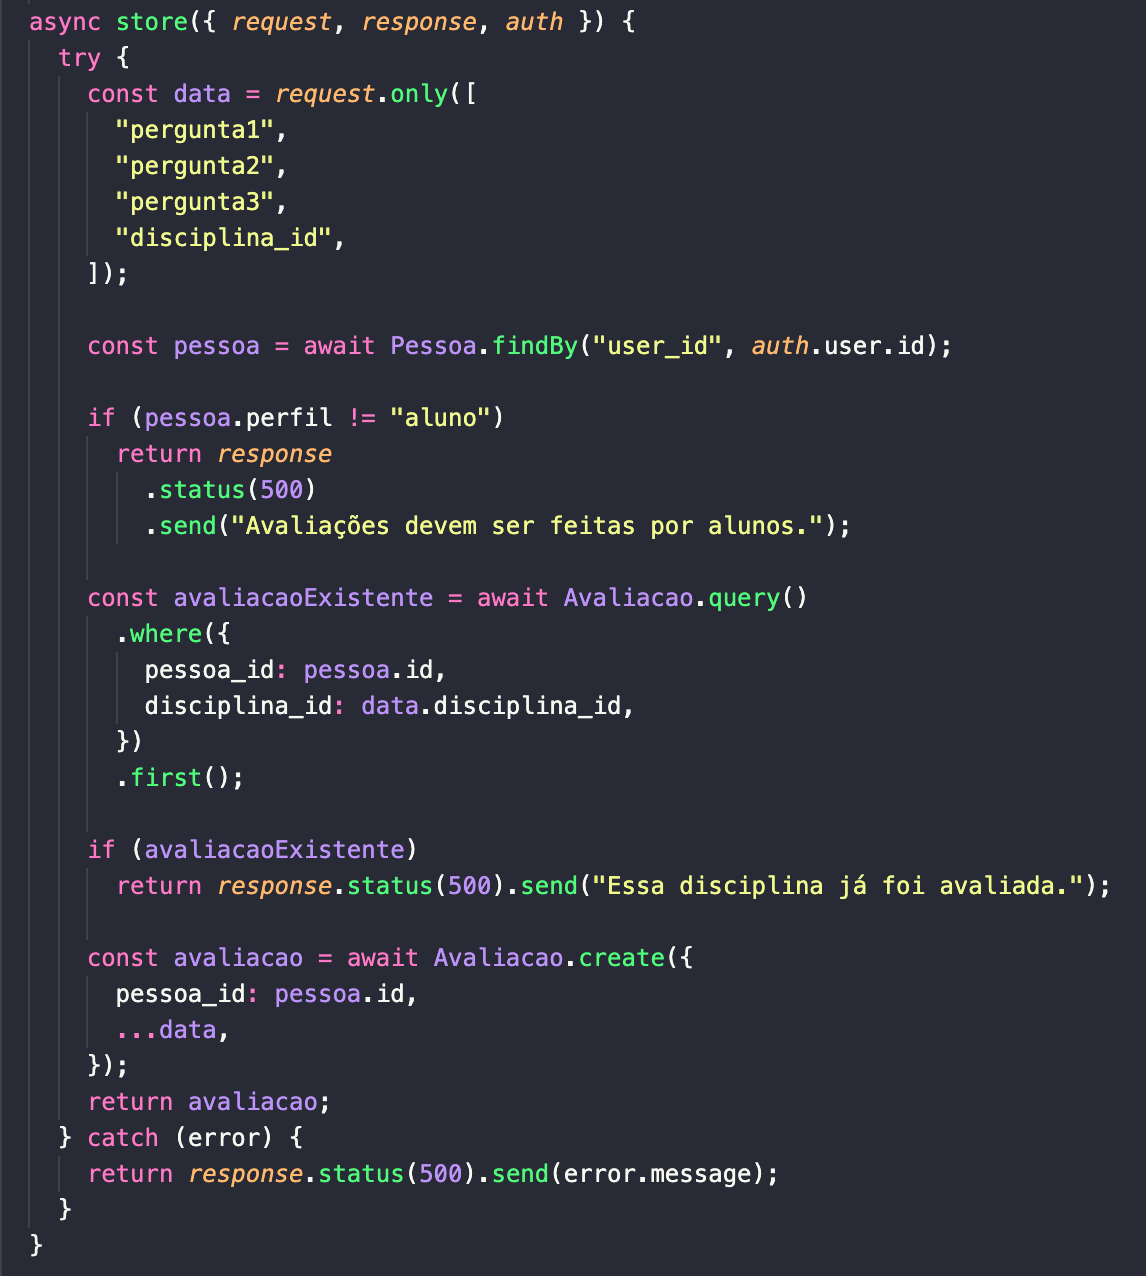 async store({ request, response, auth }) {
try {
const data = request.only([
"pergunta1",
"pergunta2",
"pergunta3",
"disciplina_id",
]);
const pessoa = await Pessoa.findBy("user_id", auth.user.id);
if (pessoa.perfil != "aluno")
return response
.status(500)
.send("Avaliações devem ser feitas por alunos.");
const avaliacaoExistente = await Avaliacao.query()
.where({
pessoa_id: pessoa.id,
disciplina_id: data.disciplina_id,
})
.first();
if (avaliacaoExistente)
return response.status(500).send("Essa disciplina já foi avaliada.");
const avaliacao = await Avaliacao.create({
pessoa_id: pessoa.id,
...data,
});
return avaliacao;
} catch (error) {
return response.status(500).send(error.message);
}
}